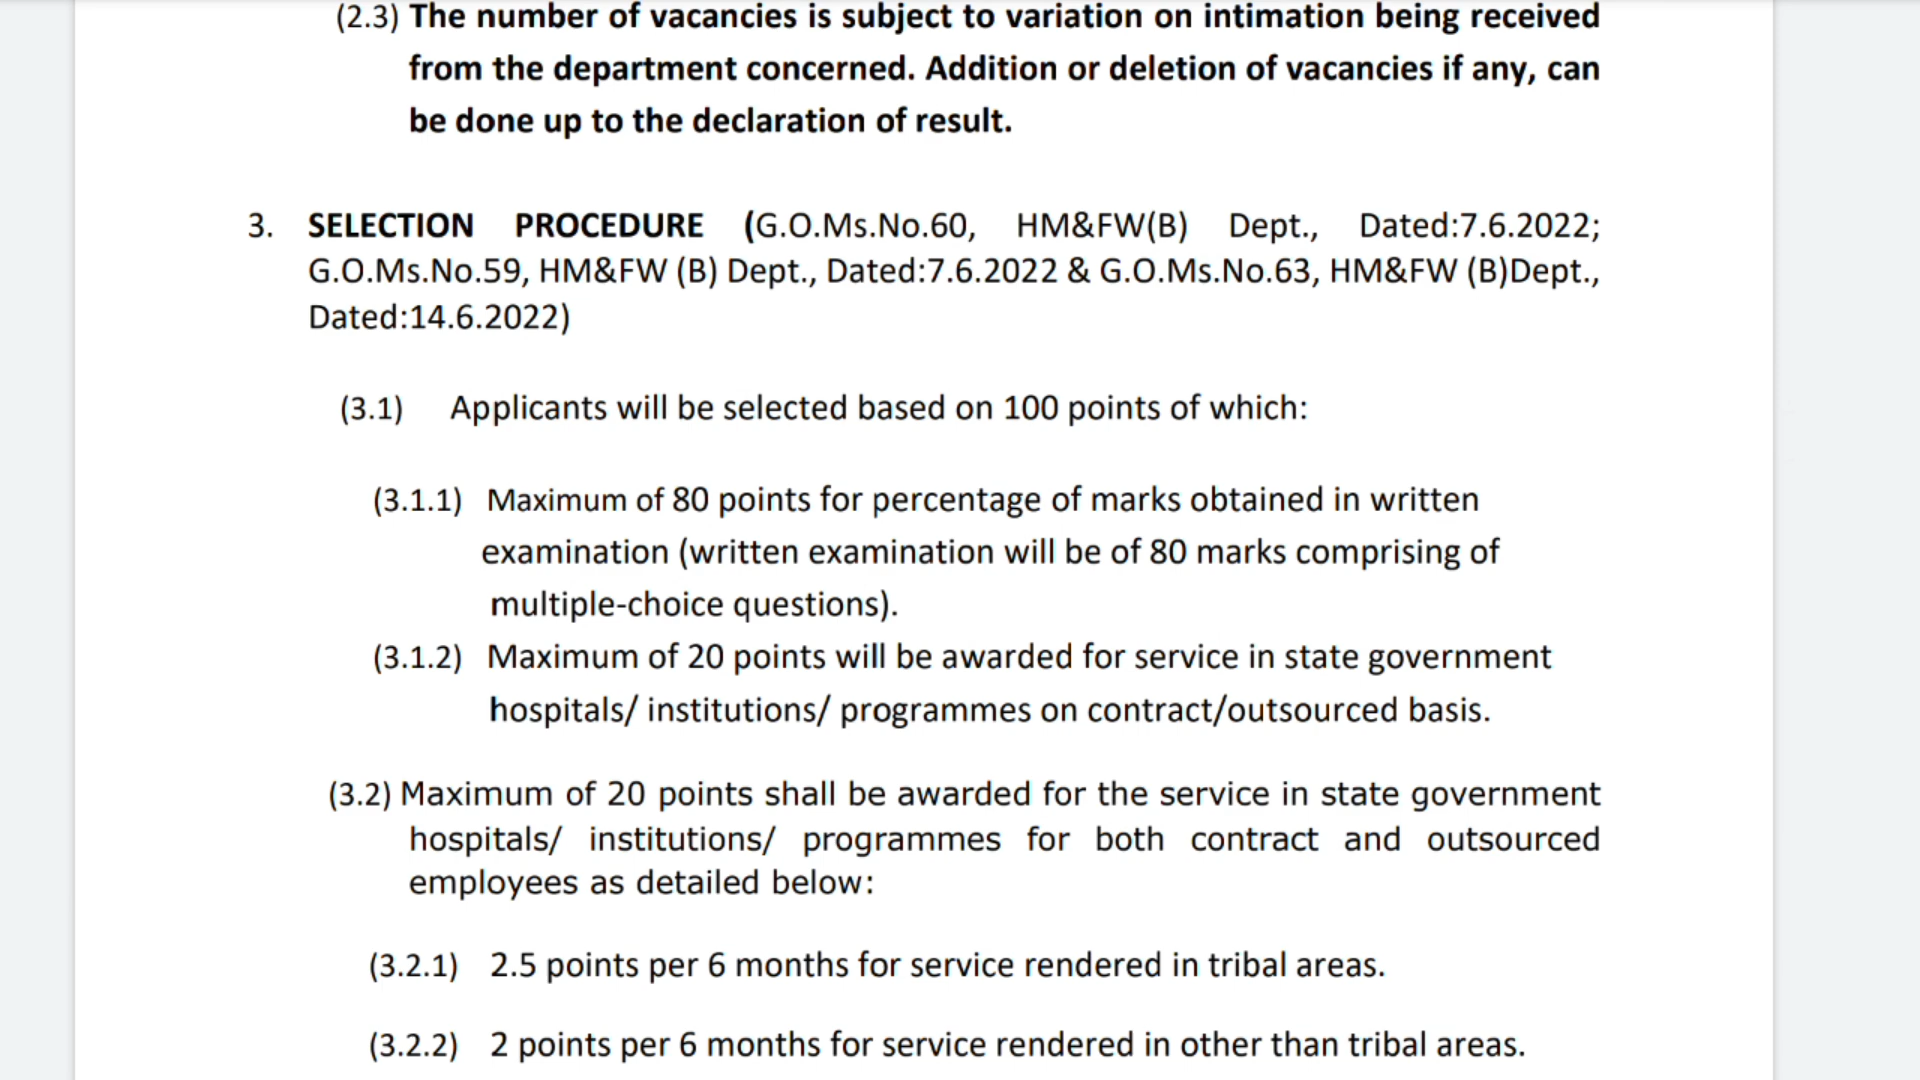 (2.3) The number of vacancies is subject to variation on intimation being received
from the department concerned. Addition or deletion of vacancies if any, can
be done up to the declaration of result.
3. SELECTION PROCEDURE (G.O.Ms.No.60, HM&FW(B) Dept., Dated:7.6.2022;
G.O.Ms.No.59, HM&FW (B) Dept., Dated:7.6.2022 & G.O.Ms.No.63, HM&FW (B)Dept.,
Dated:14.6.2022)
(3.1) Applicants will be selected based on 100 points of which:
(3.1.1) Maximum of 80 points for percentage of marks obtained in written
examination (written examination will be of 80 marks comprising of
multiple-choice questions).
(3.1.2) Maximum of 20 points will be awarded for service in state government
hospitals/ institutions/ programmes on contract/outsourced basis.
(3.2) Maximum of 20 points shall be awarded for the service in state government
hospitals/ institutions/ programmes for both contract and outsourced
employees as detailed below:
(3.2.1) 2.5 points per 6 months for service rendered in tribal areas.
(3.2.2) 2 points per 6 months for service rendered in other than tribal areas.